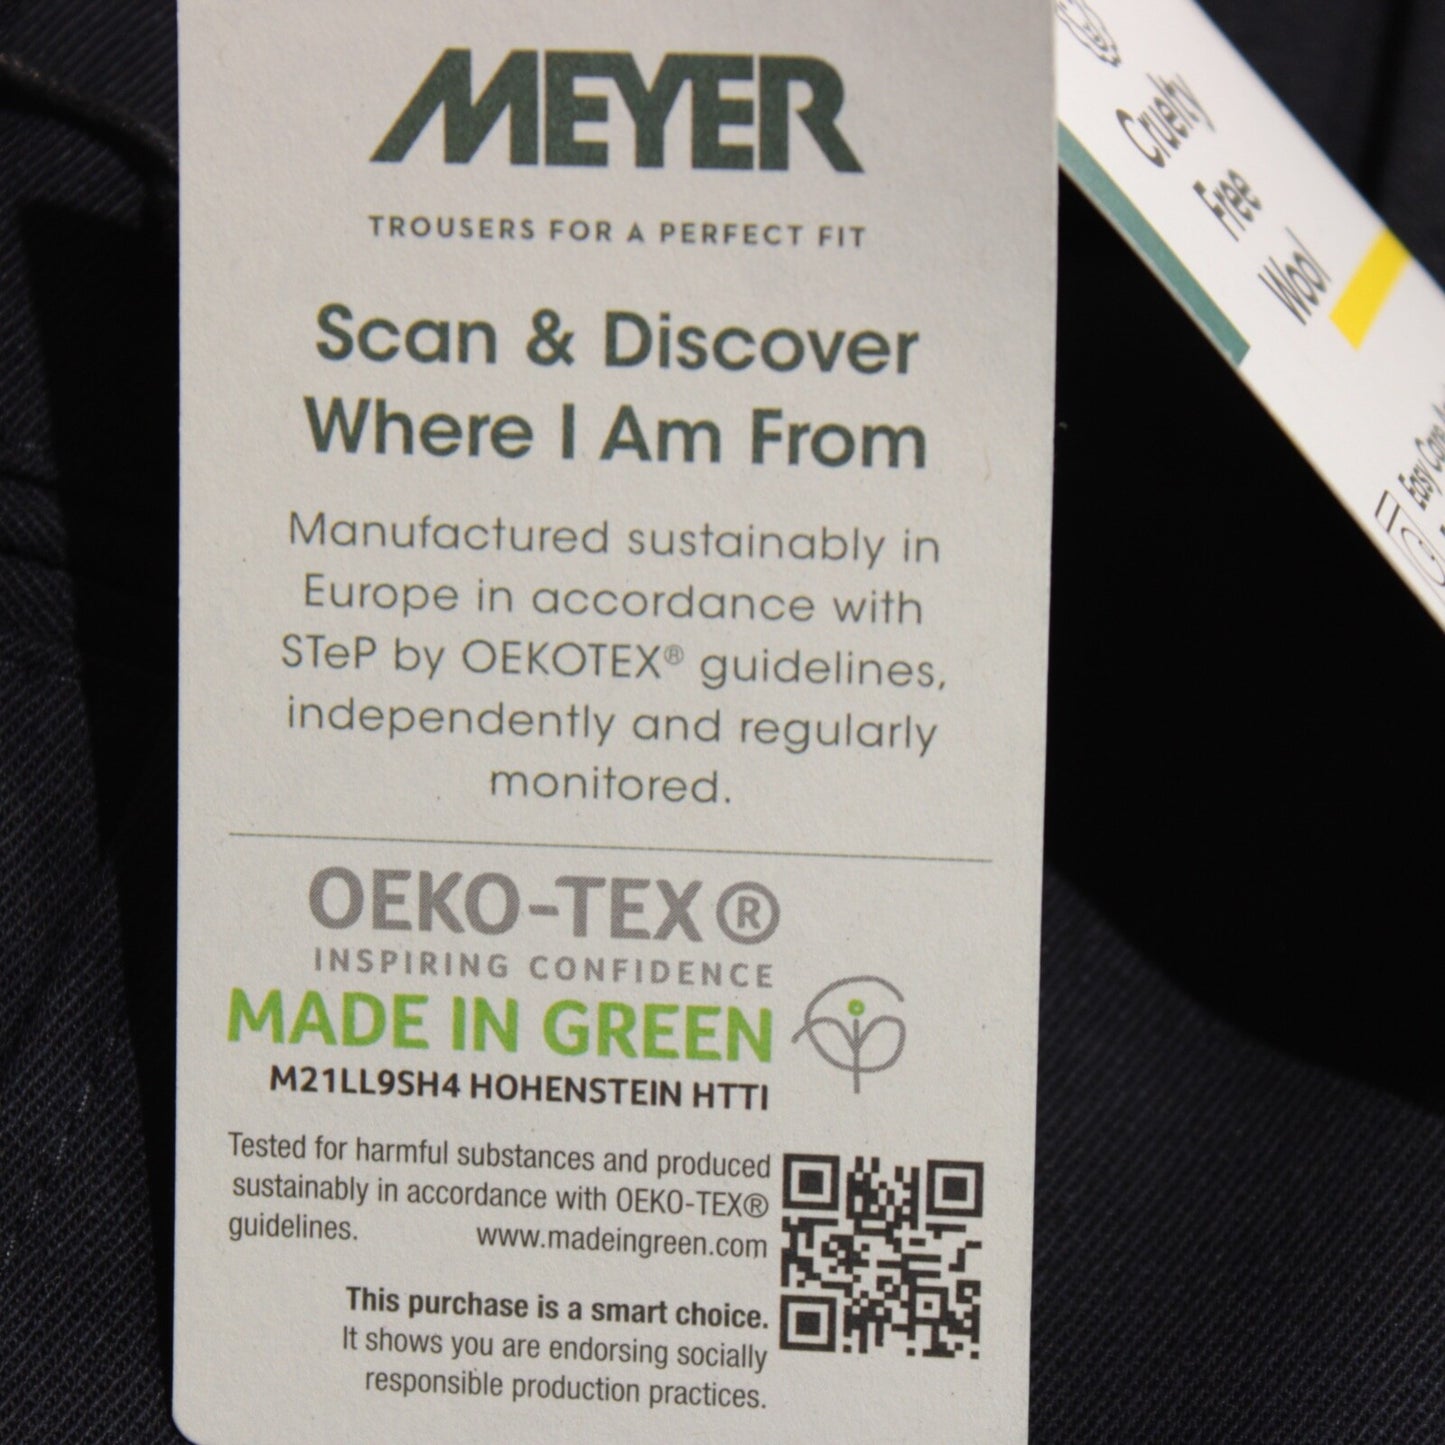 MEYER
TROUSERS FOR A PERFECT FIT
Scan & Discover
Where I Am From
Manufactured sustainably in
Europe in accordance with
STeP by OEKOTEX® guidelines,
independently and regularly
monitored.
OEKO-TEX®
INSPIRING CONFIDENCE
MADE IN GREEN
M21LL9SH4 HOHENSTEIN HTTI
Tested for harmful substances and produced
sustainably in accordance with OEKO-TEX®
guidelines. www.madeingreen.com
This purchase is a smart choice.
It shows you are endorsing socially
responsible production practices.
Cruelty
Free
Wool
Easy Care